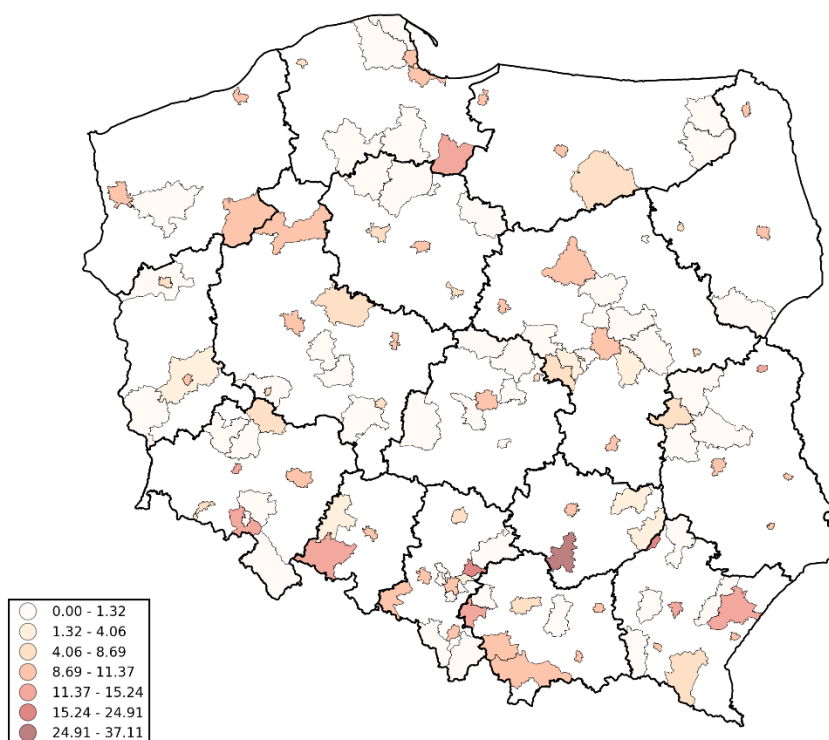 0.00 - 1.32
1.32 - 4.06
4.06 - 8.69
8.69 - 11.37
11.37 - 15.24
15.24 - 24.91
24.91 - 37.11